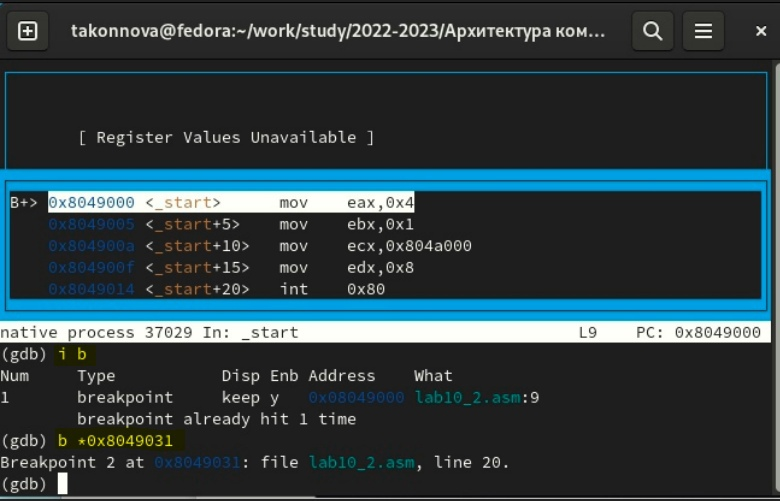 takonnova@fedora:~/work/study/2022-2023/Архитектура ком...
[ Register Values Unavailable ]
B+> 0x8049000 <_start> mov eax,0x4
0x8049005 <_start+5> mov ebx,0x1
0x804900a <_start+10> mov ecx,0x804a000
0x804900f <_start+15> mov edx,0x8
0x8049014 <_start+20> int 0x80
native process 37029 In: _start L9 PC: 0x8049000
(gdb) i b
Num Type Disp Enb Address What
1 breakpoint keep y 0x08049000 lab10_2.asm:9
breakpoint already hit 1 time
(gdb) b *0x8049031
Breakpoint 2 at 0x8049031: file lab10_2.asm, line 20.
(gdb)